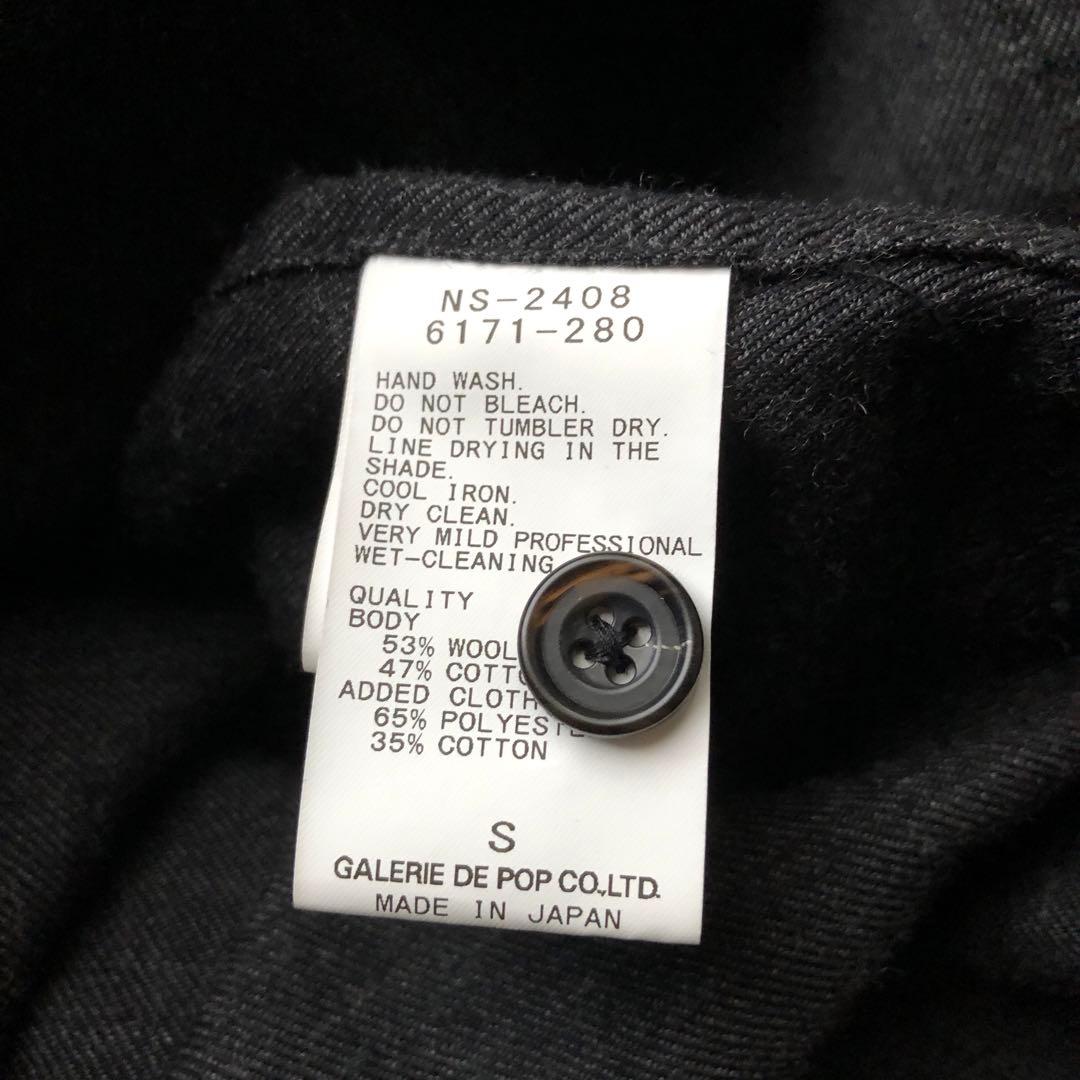 NS-2408
6171-280
HAND WASH.
DO NOT BLEACH.
DO NOT TUMBLER DRY.
LINE DRYING IN THE
SHADE.
COOL IRON.
DRY CLEAN.
VERY MILD PROFESSIONAL
WET-CLEANING
QUALITY
BODY
53% WOOL
47%
ADDED CLOTH
65%
35% COTTON
S
GALERIE DE POP CO.,LTD.
MADE IN JAPAN